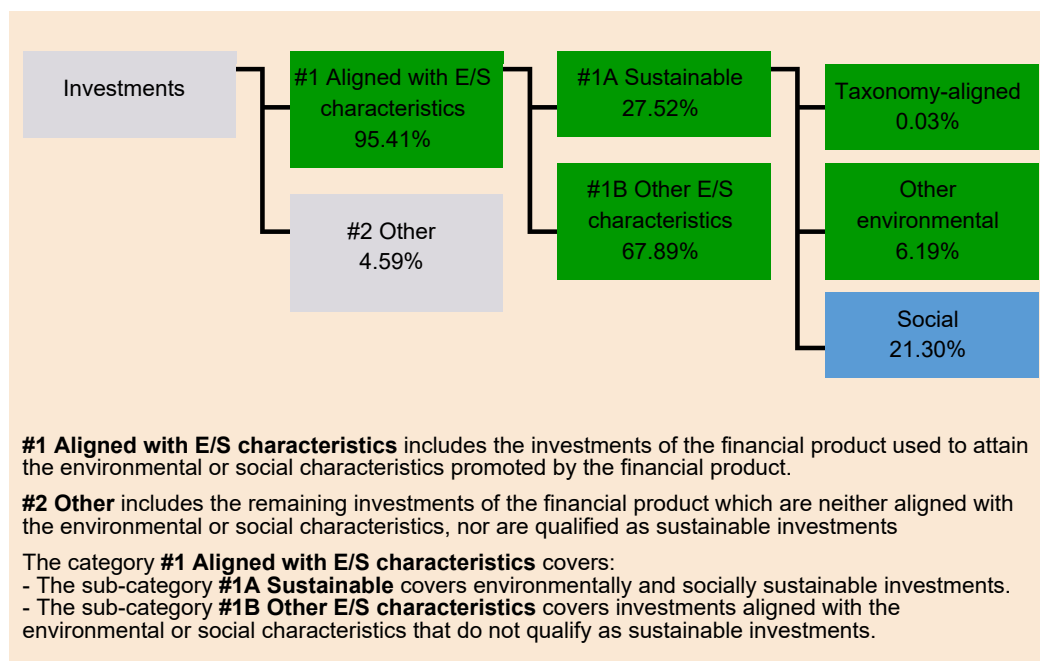 Investments
#1 Aligned with E/S
characteristics
95.41%
#2 Other
4.59%
#1A Sustainable
27.52%
#1B Other E/S
characteristics
67.89%
Taxonomy-aligned
0.03%
Other
environmental
6.19%
Social
21.30%
#1 Aligned with E/S characteristics includes the investments of the financial product used to attain
the environmental or social characteristics promoted by the financial product.
#2 Other includes the remaining investments of the financial product which are neither aligned with
the environmental or social characteristics, nor are qualified as sustainable investments
The category #1 Aligned with E/S characteristics covers:
- The sub-category #1A Sustainable covers environmentally and socially sustainable investments.
- The sub-category #1B Other E/S characteristics covers investments aligned with the
environmental or social characteristics that do not qualify as sustainable investments.